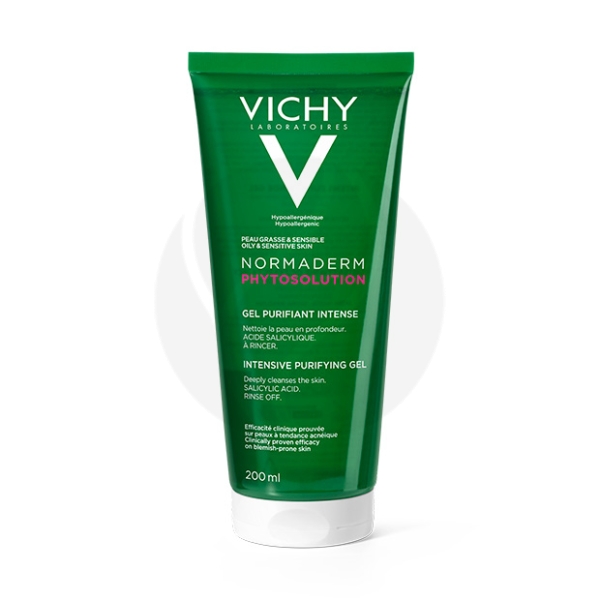 VICHY
LABORATOIRES
V
Hypoallergénique
Hypoallergenic
PEAU GRASSE & SENSIBLE
OILY & SENSITIVE SKIN
NORMADERM
PHYTOSOLUTION
GEL PURIFIANT INTENSE
Nettoie la peau en profondeur.
ACIDE SALICYLIQUE.
À RINCER.
INTENSIVE PURIFYING GEL
Deeply cleanses the skin.
SALICYLIC ACID.
RINSE OFF.
Efficacité clinique prouvée
sur peaux à tendance acnéique
Clinically proven efficacy
on blemish-prone skin
200 ml